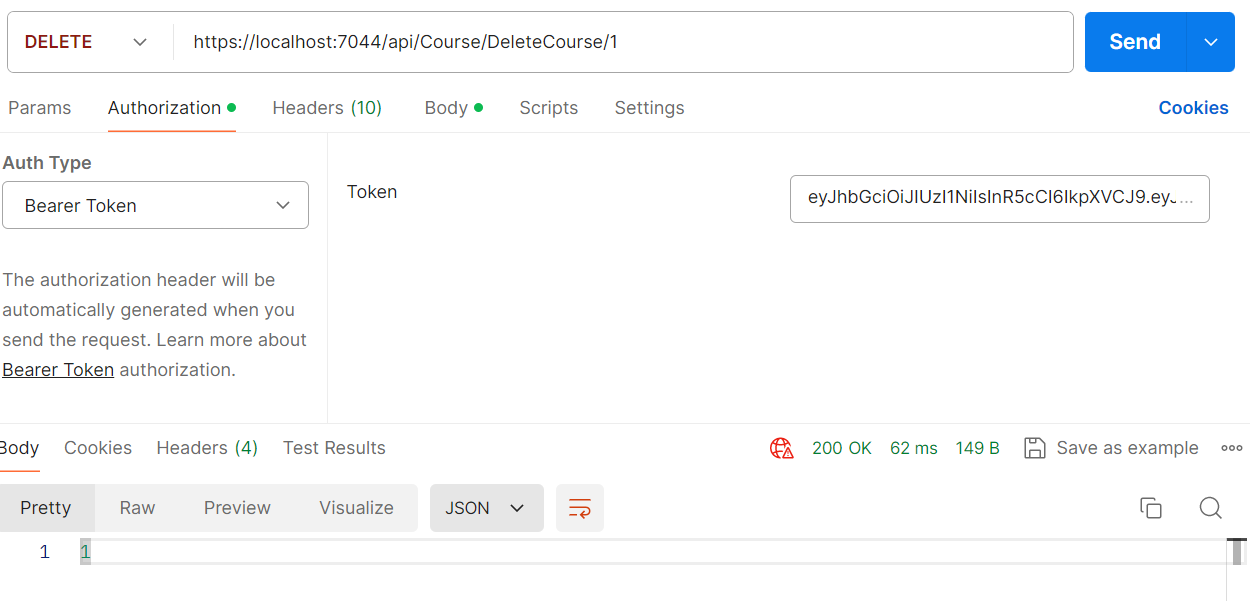 DELETE https://localhost:7044/api/Course/DeleteCourse/1 Send
Params Authorization Headers (10) Body Scripts Settings Cookies
Auth Type
Bearer Token
Token eyJhbGciOiJIUzI1NiIsInR5cCI6IkpXVCJ9.eyJ...
The authorization header will be
automatically generated when you
send the request. Learn more about
Bearer Token authorization.
Body Cookies Headers (4) Test Results 200 OK 62 ms 149 B Save as example
Pretty Raw Preview Visualize JSON
1 1